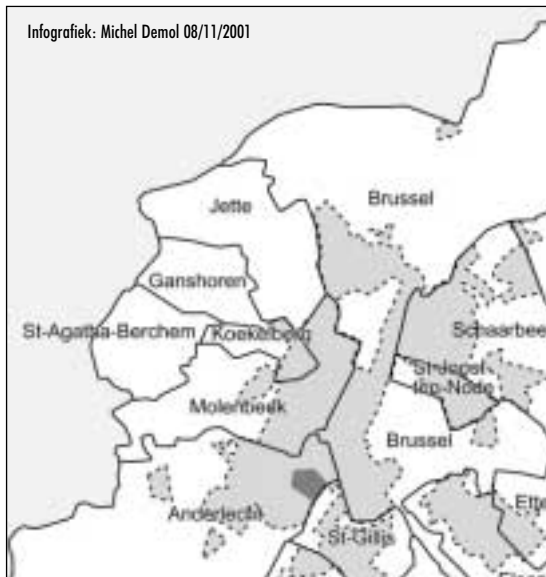 Infografiek: Michel Demol 08/11/2001
Brussel
Jette
Ganshoren
St-Agatha-Berchem
Koekelberg
Schaarbee
St-Joost
ten-Node
Molenbeek
Brussel
Anderlecht
St-Gillis
Ette